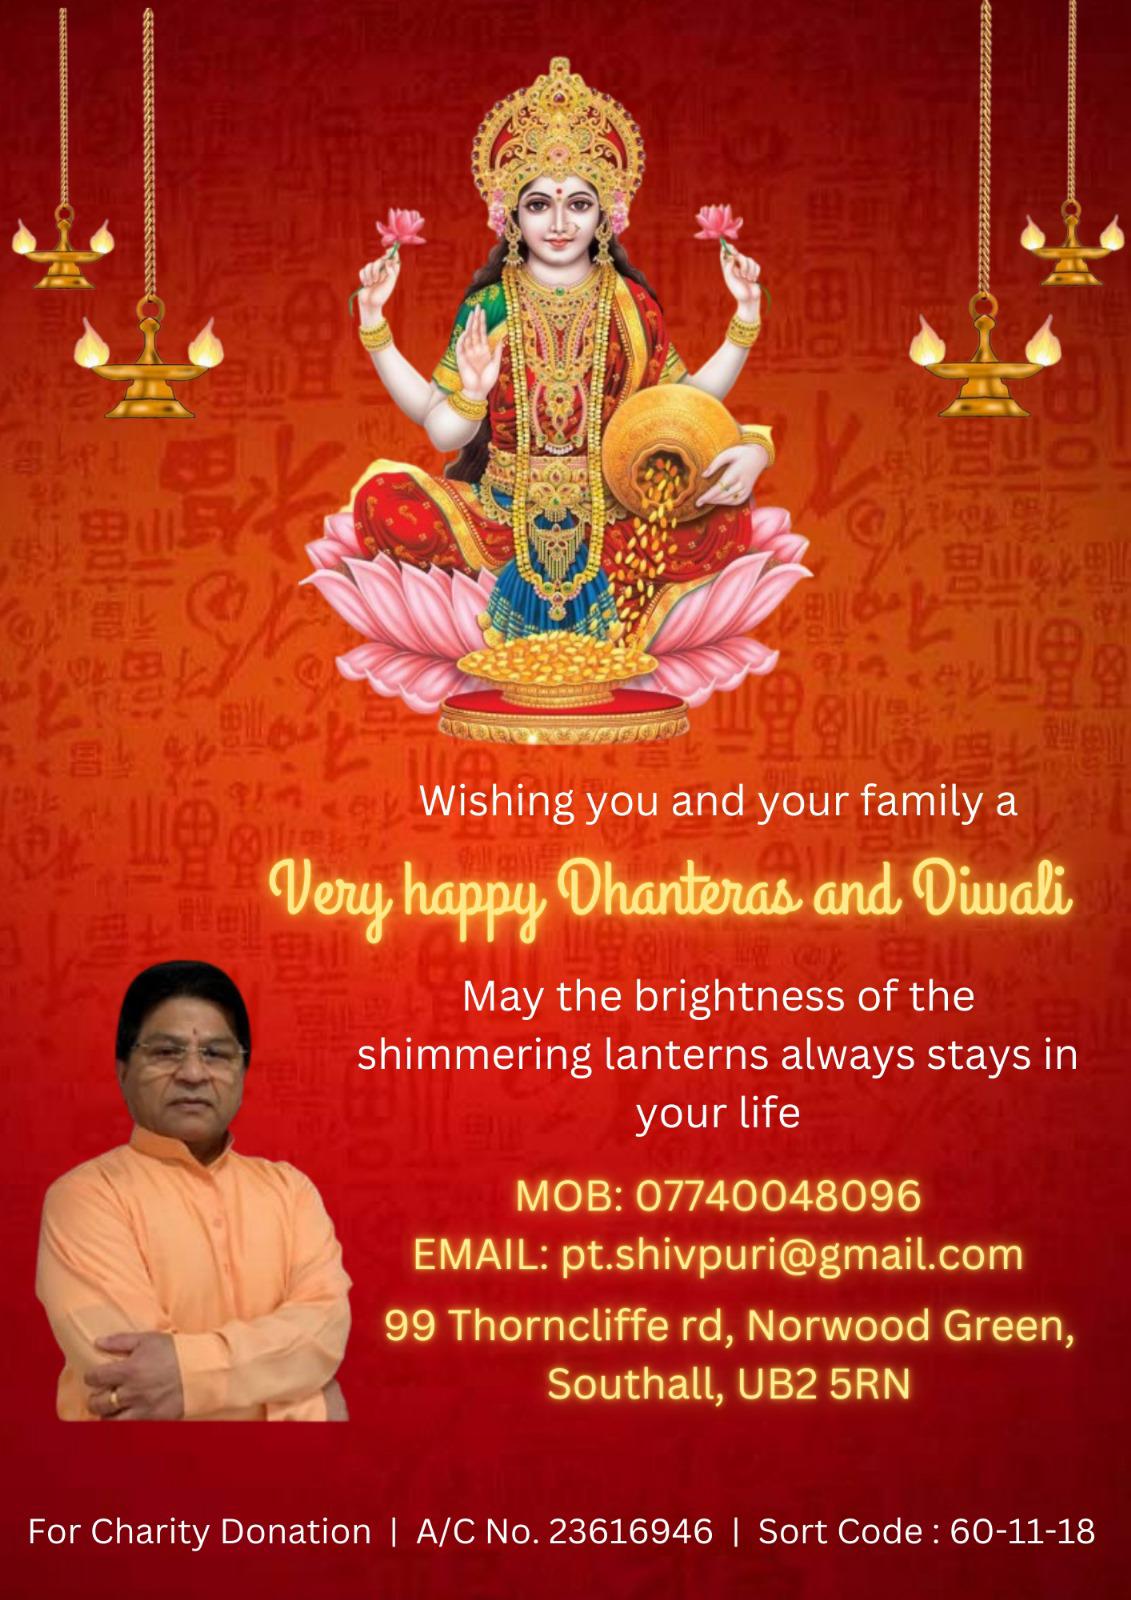 Wishing you and your family a
Very happy Dhanteras and Diwali
May the brightness of the
shimmering lanterns always stays in
your life
MOB: 07740048096
EMAIL: pt.shivpuri@gmail.com
99 Thorncliffe rd, Norwood Green,
Southall, UB2 5RN
For Charity Donation | A/C No. 23616946 | Sort Code : 60-11-18